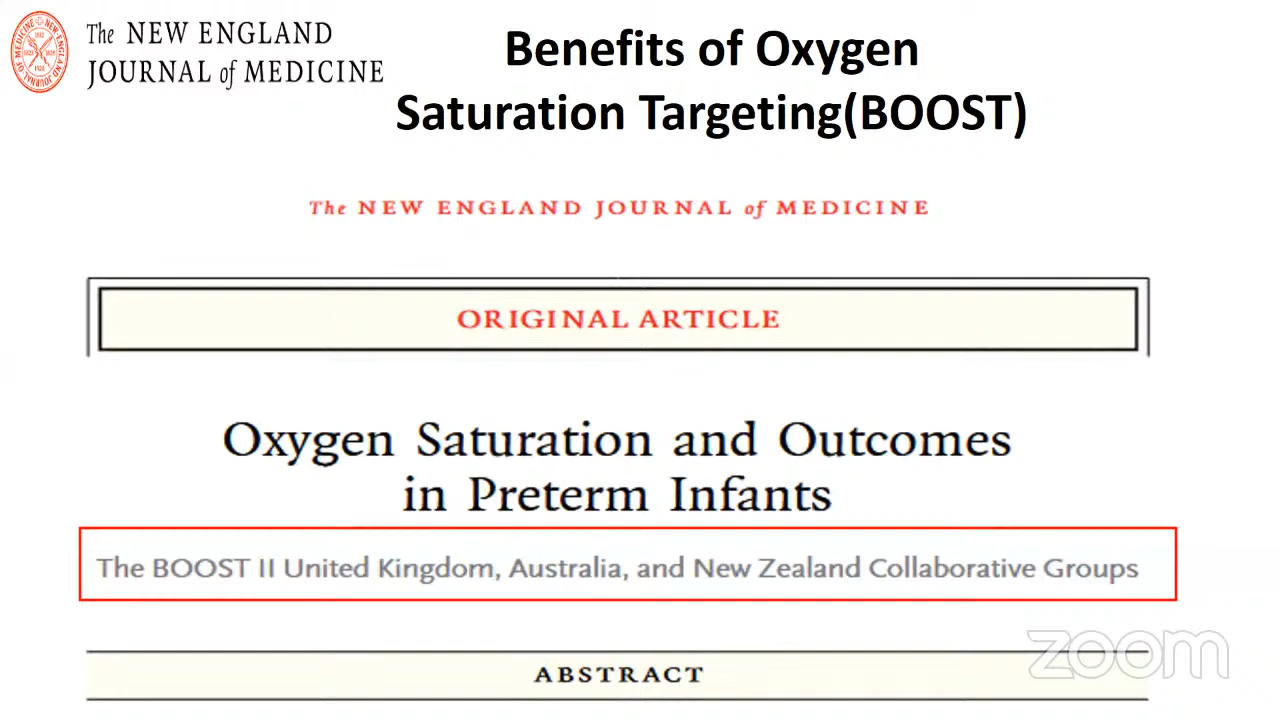 The NEW ENGLAND
JOURNAL of MEDICINE
Benefits of Oxygen
Saturation Targeting(BOOST)
The NEW ENGLAND JOURNAL of MEDICINE
ORIGINAL ARTICLE
Oxygen Saturation and Outcomes
in Preterm Infants
The BOOST II United Kingdom, Australia, and New Zealand Collaborative Groups
zoom
ABSTRACT